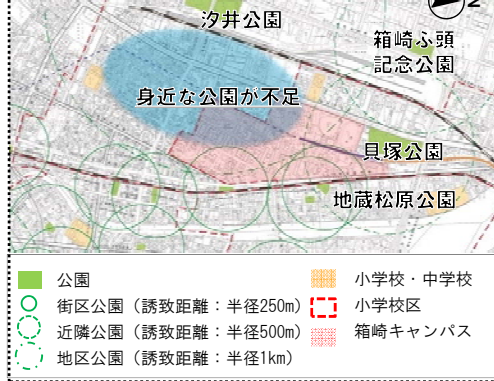 汐井公園
箱崎ふ頭
記念公園
身近な公園が不足
貝塚公園
地蔵松原公園
公園
街区公園（誘致距離：半径250m）
近隣公園（誘致距離：半径500m）
地区公園（誘致距離：半径1km）
小学校・中学校
小学校区
箱崎キャンパス